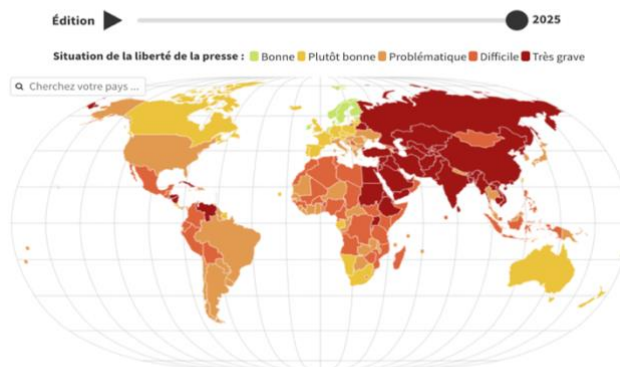 Édition 2025
Situation de la liberté de la presse : Bonne Plutôt bonne Problématique Difficile Très grave
Cherchez votre pays ...